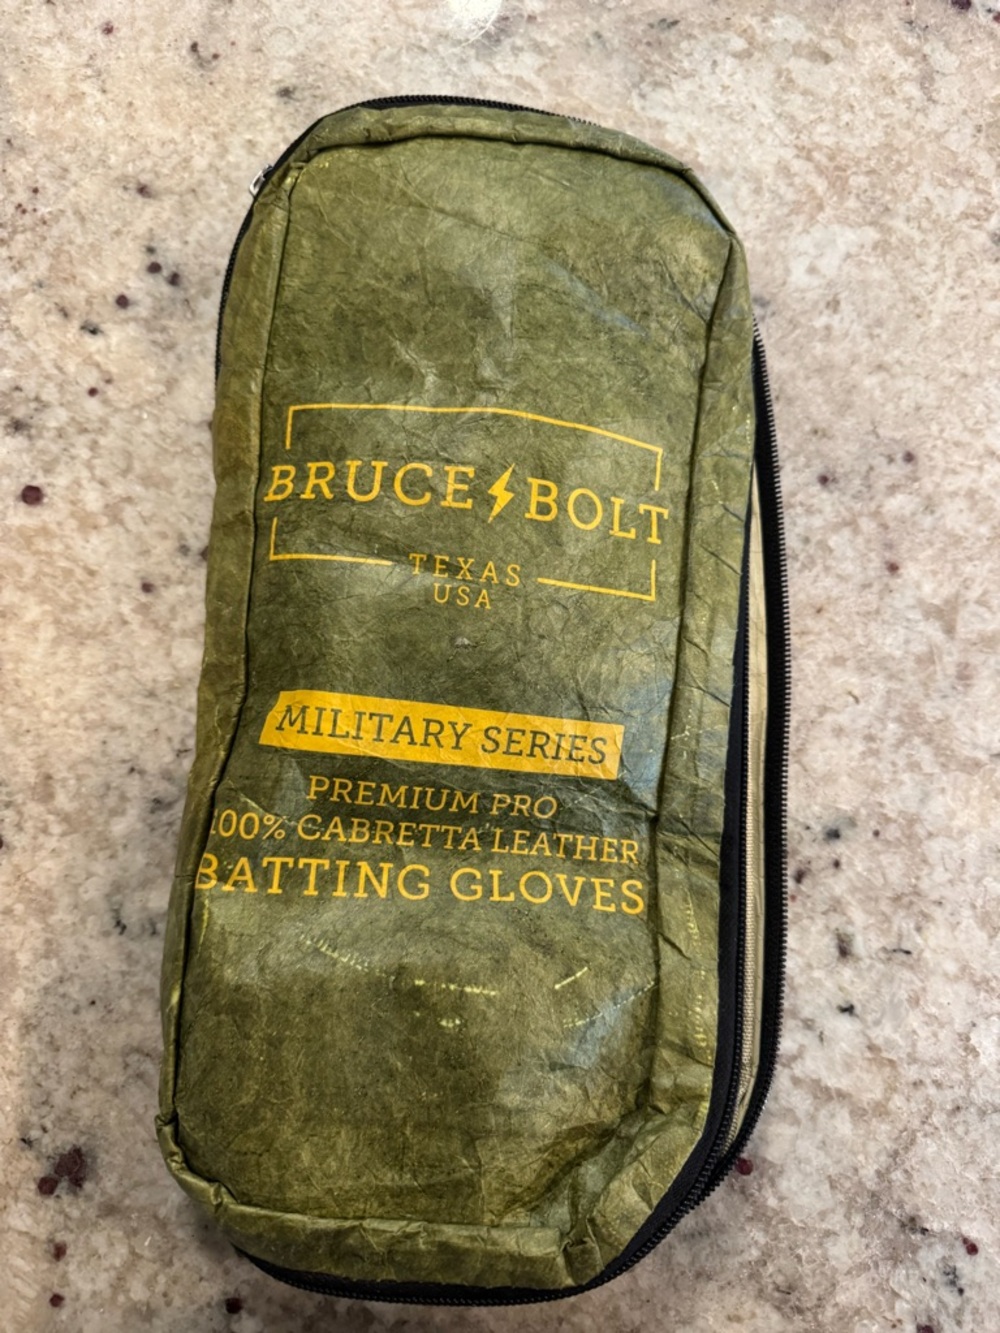 BRUCE BOLT
TEXAS
USA
MILITARY SERIES
PREMIUM PRO
100% CABRETTA LEATHER
BATTING GLOVES